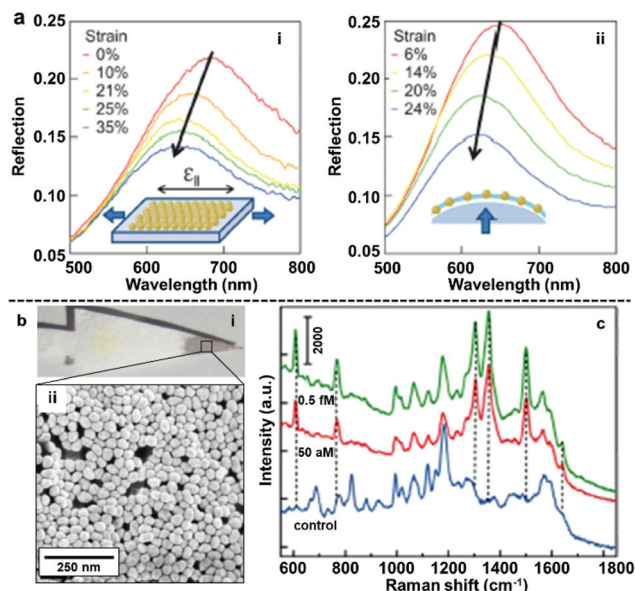 a
i
Strain
0%
10%
21%
25%
35%
ε||
Reflection
0.25
0.20
0.15
0.10
0.05
500 600 700 800
Wavelength (nm)
ii
Strain
6%
14%
20%
24%
Reflection
0.25
0.20
0.15
0.10
0.05
500 600 700 800
Wavelength (nm)
b
i
ii
250 nm
c
2000
0.5 fM
50 aM
control
Intensity (a.u.)
600 800 1000 1200 1400 1600 1800
Raman shift (cm⁻¹)